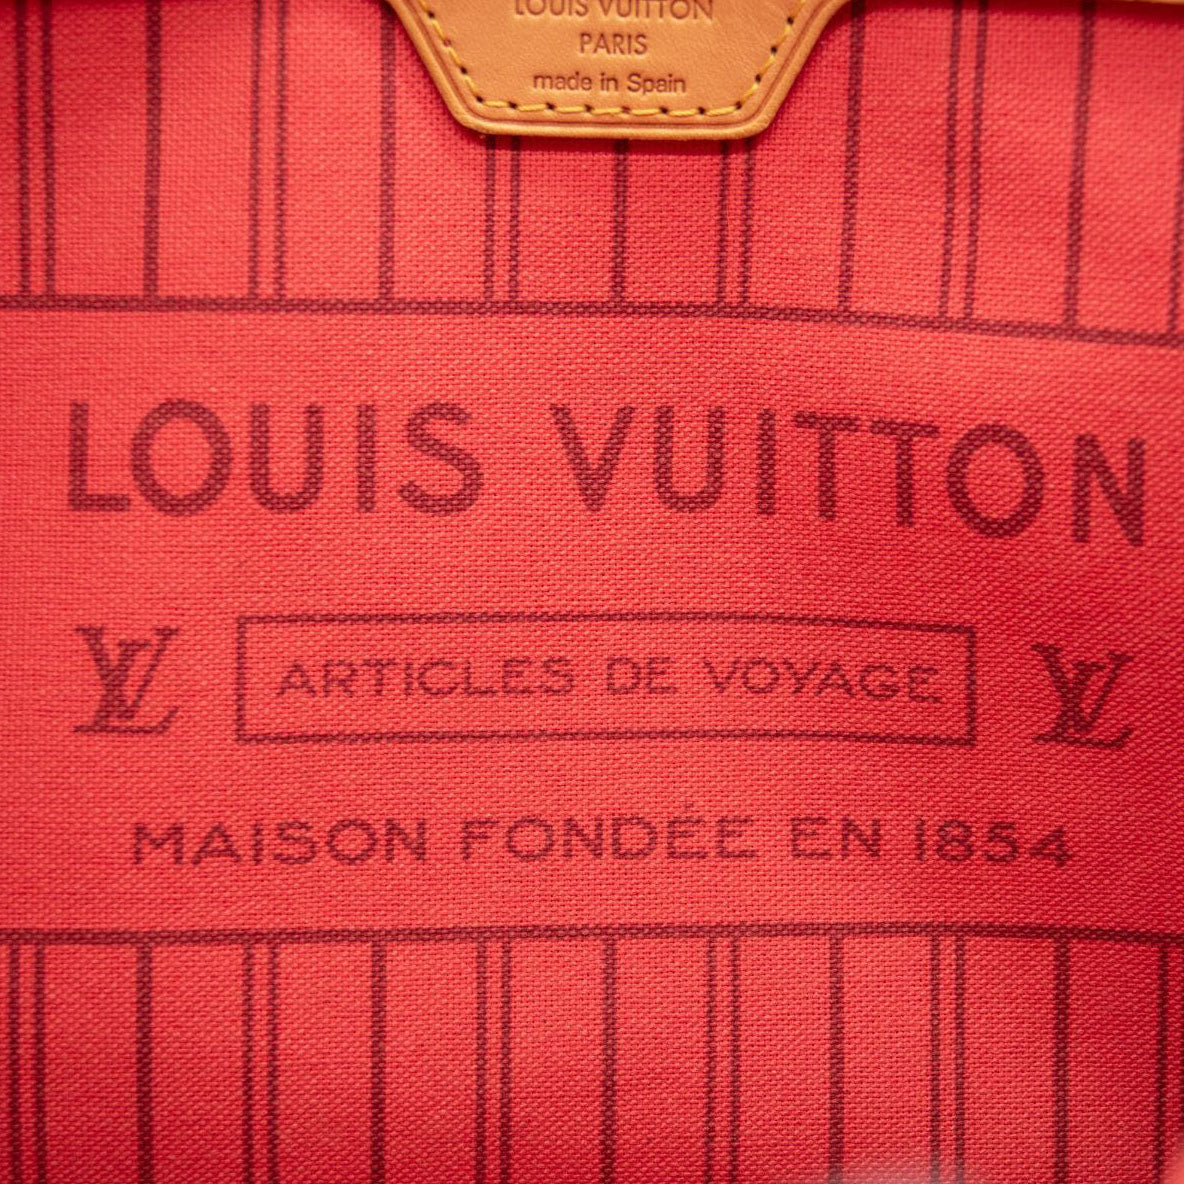 LOUIS VUITTON
PARIS
made in Spain
LOUIS VUITTON
LV ARTICLES DE VOYAGE LV
MAISON FONDÉE EN 1854